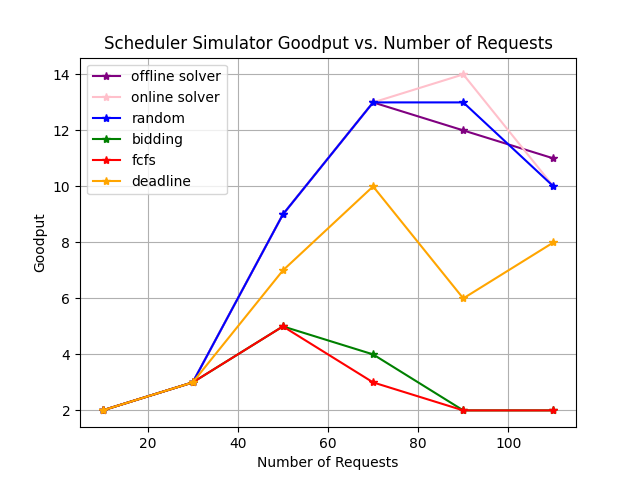 Scheduler Simulator Goodput vs. Number of Requests
offline solver
online solver
random
bidding
fcfs
deadline
Goodput
14
12
10
8
6
4
2
20
40
60
80
100
Number of Requests